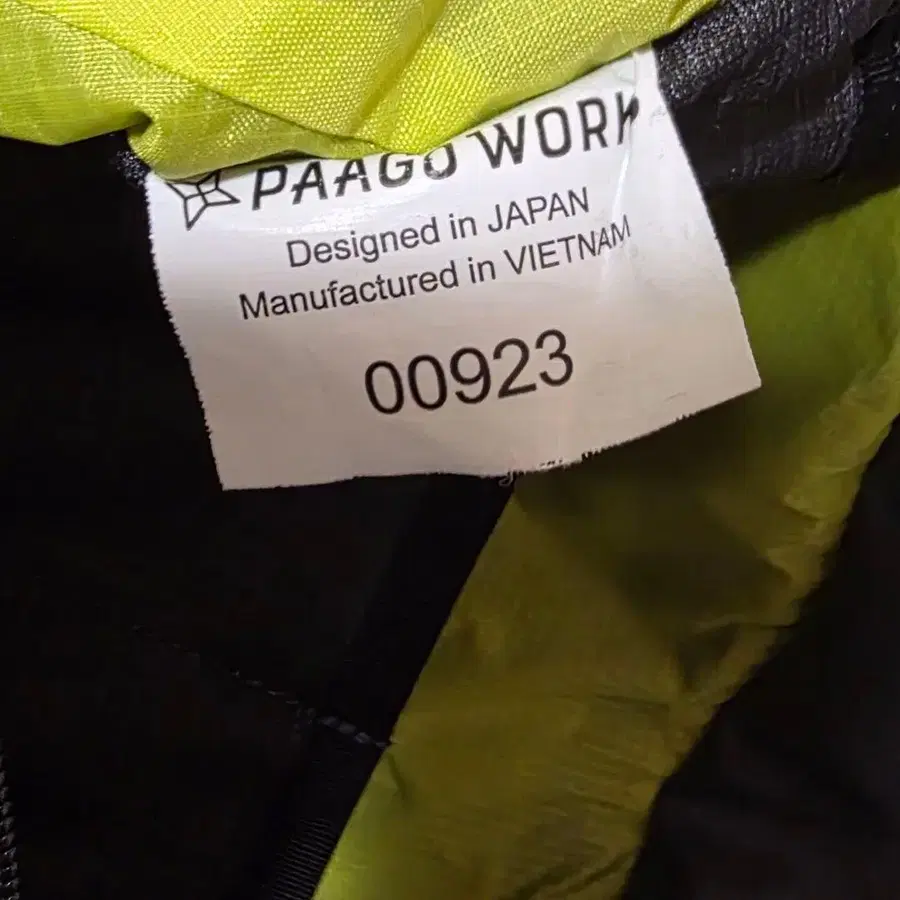 PAAGO WORK
Designed in JAPAN
Manufactured in VIETNAM
00923